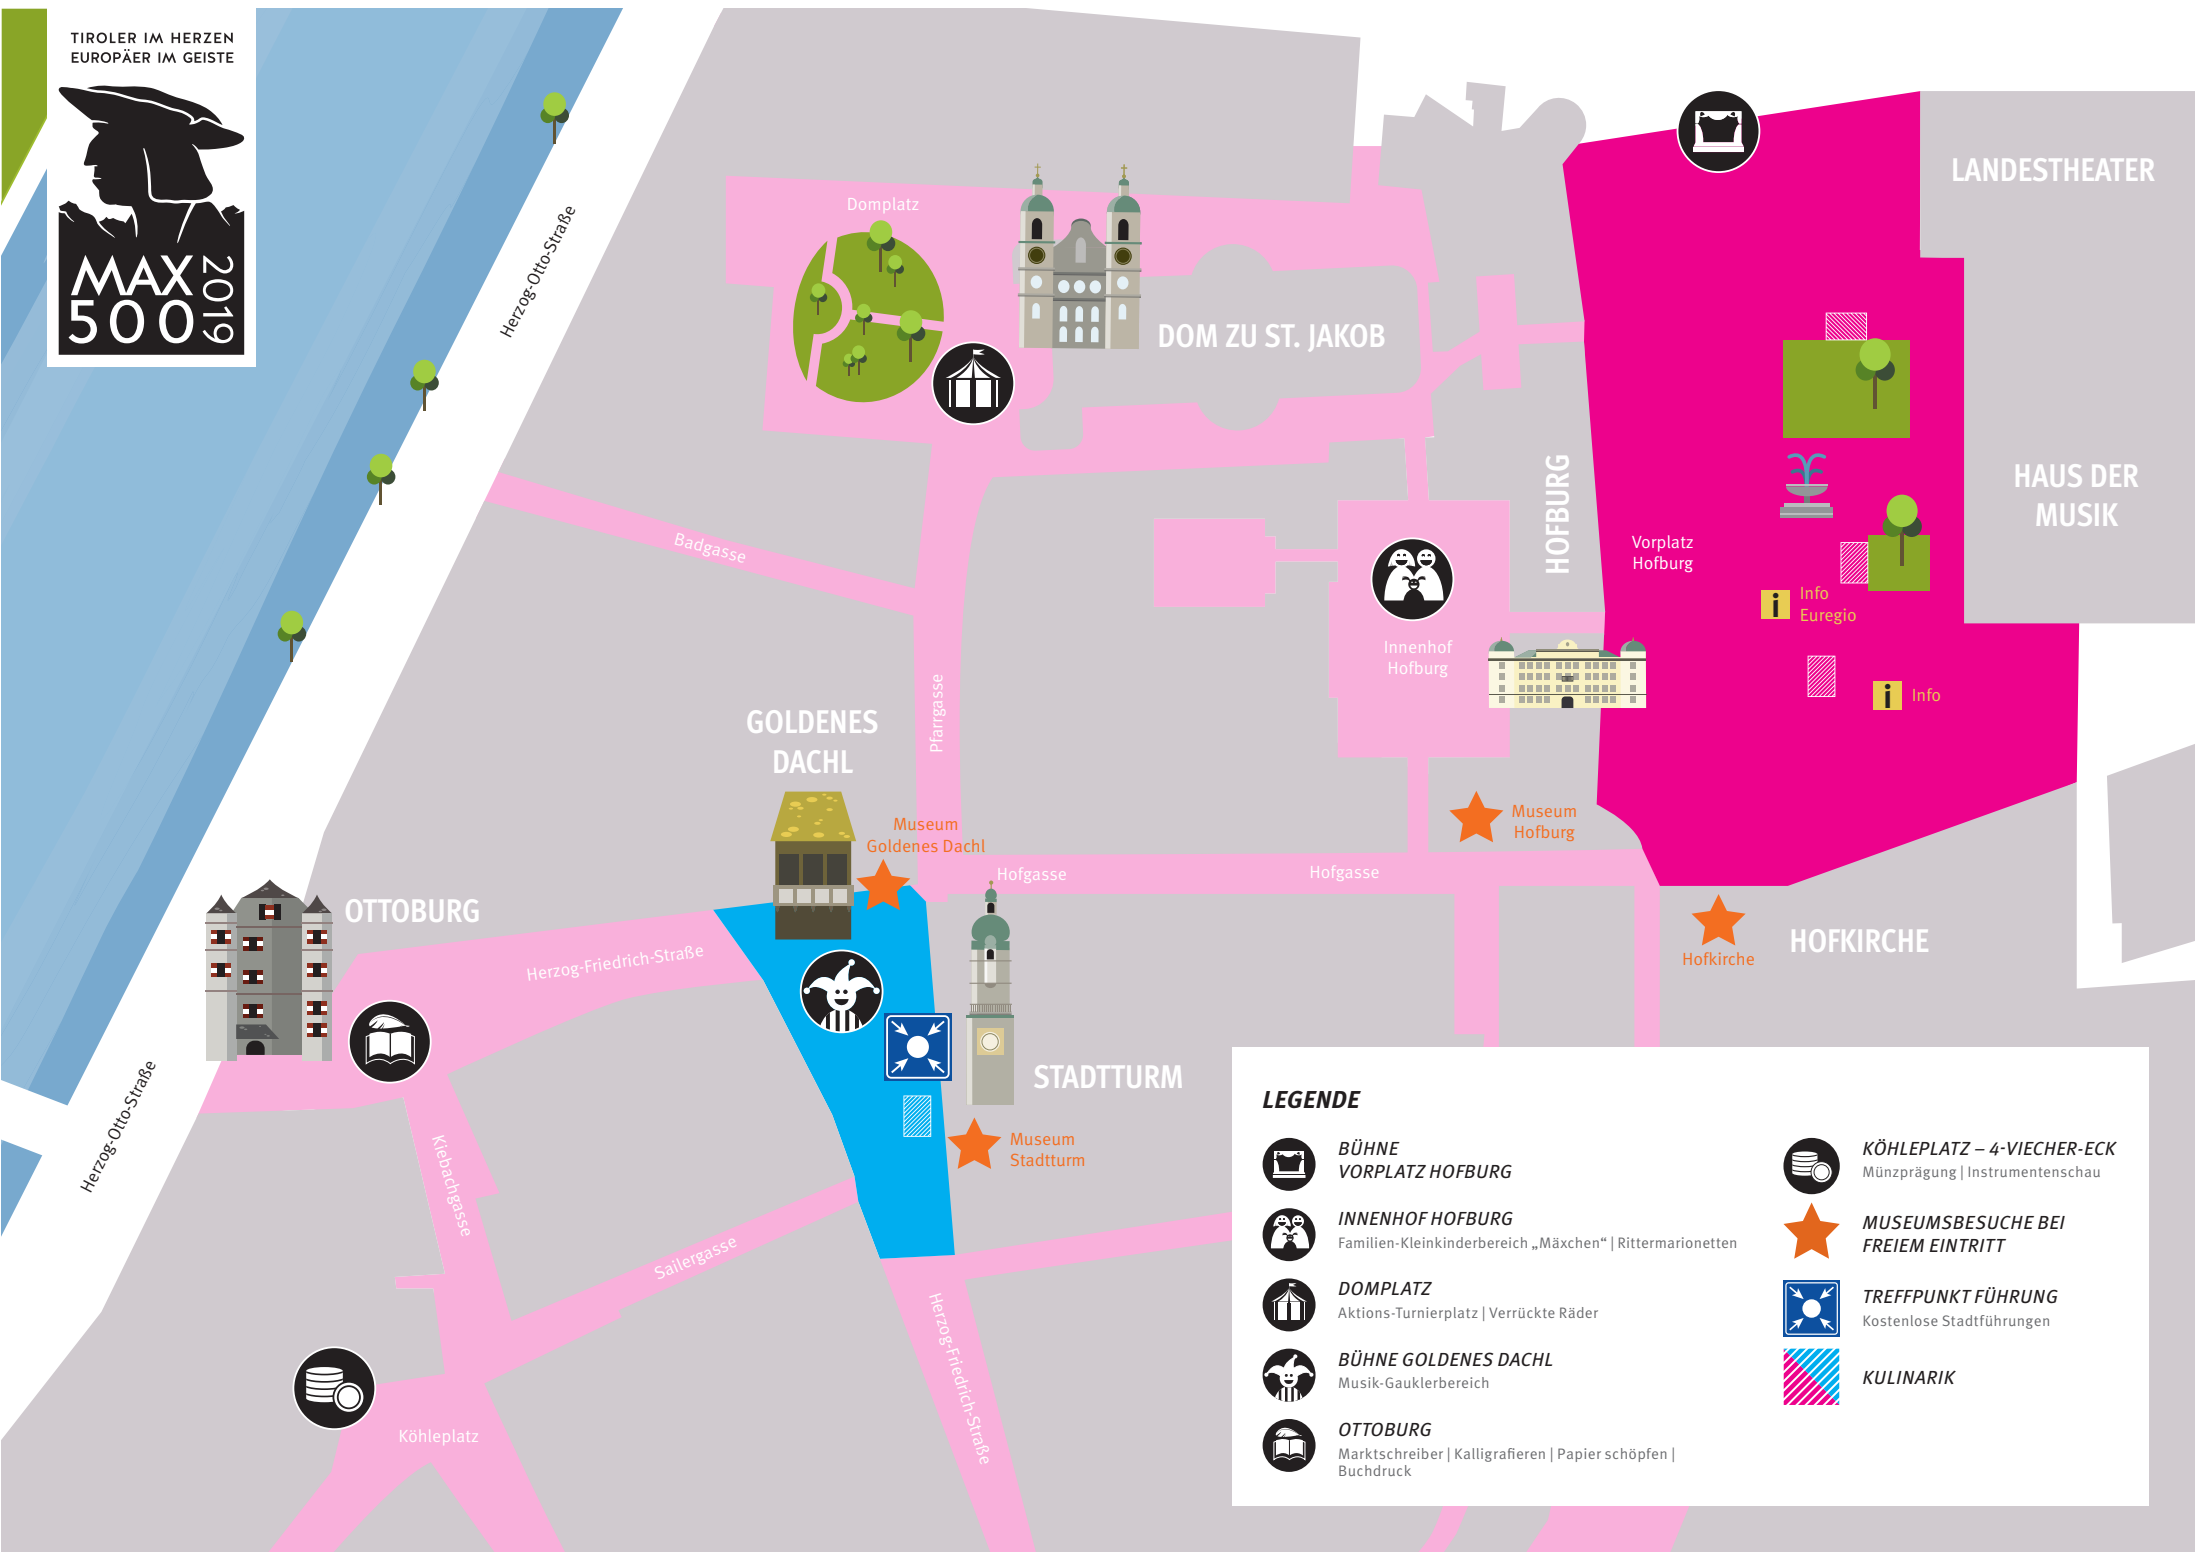 TIROLER IM HERZEN
EUROPÄER IM GEISTE
MAX
500
2019
Herzog-Otto-Straße
Domplatz
DOM ZU ST. JAKOB
LANDESTHEATER
HAUS DER
MUSIK
HOFBURG
Vorplatz
Hofburg
Info
Euregio
Info
Badgasse
Innenhof
Hofburg
Pfarrgasse
GOLDENES
DACHL
Museum
Goldenes Dachl
Museum
Hofburg
Hofgasse
Hofgasse
OTTOBURG
Herzog-Friedrich-Straße
Hofkirche
HOFKIRCHE
STADTTURM
Museum
Stadtturm
Herzog-Otto-Straße
Kiebachgasse
Sailergasse
Herzog-Friedrich-Straße
Köhleplatz
LEGENDE
BÜHNE
VORPLATZ HOFBURG
INNENHOF HOFBURG
Familien-Kleinkinderbereich „Mäxchen“ | Rittermarionetten
DOMPLATZ
Aktions-Turnierplatz | Verrückte Räder
BÜHNE GOLDENES DACHL
Musik-Gauklerbereich
OTTOBURG
Marktschreiber | Kalligrafieren | Papier schöpfen |
Buchdruck
KÖHLEPLATZ – 4-VIECHER-ECK
Münzprägung | Instrumentenschau
MUSEUMSBESUCHE BEI
FREIEM EINTRITT
TREFFPUNKT FÜHRUNG
Kostenlose Stadtführungen
KULINARIK